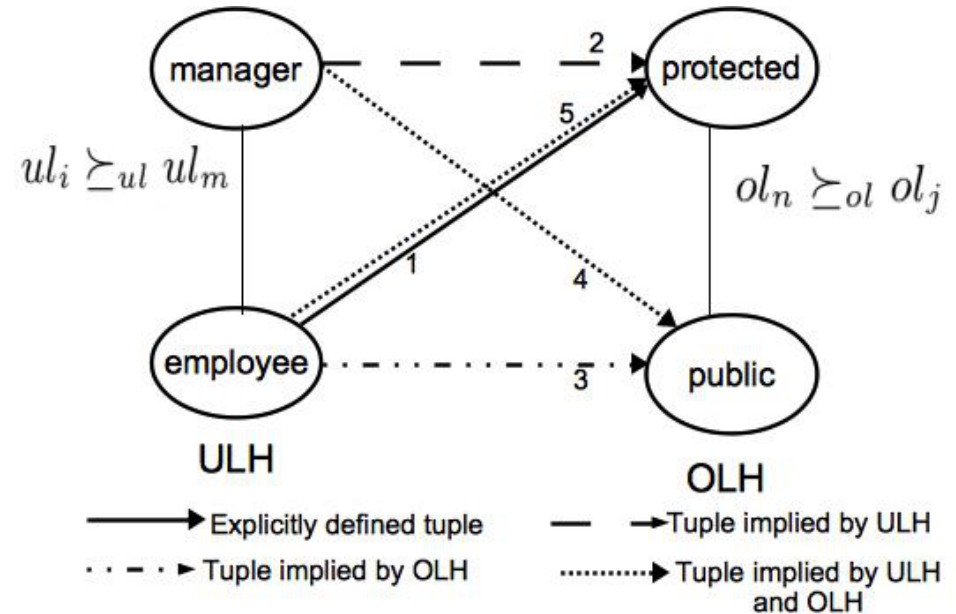 manager
2
protected
5
ul_i ⪰_ul ul_m
ol_n ⪰_ol ol_j
1
4
employee
3
public
ULH
OLH
Explicitly defined tuple
Tuple implied by ULH
Tuple implied by OLH
Tuple implied by ULH
and OLH